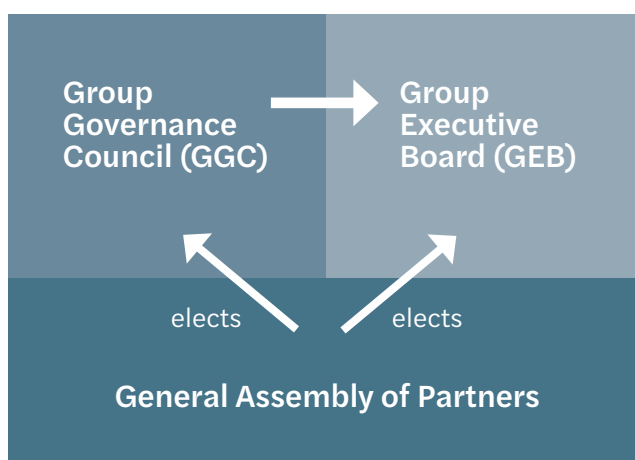 Group
Governance
Council (GGC)
Group
Executive
Board (GEB)
elects
elects
General Assembly of Partners